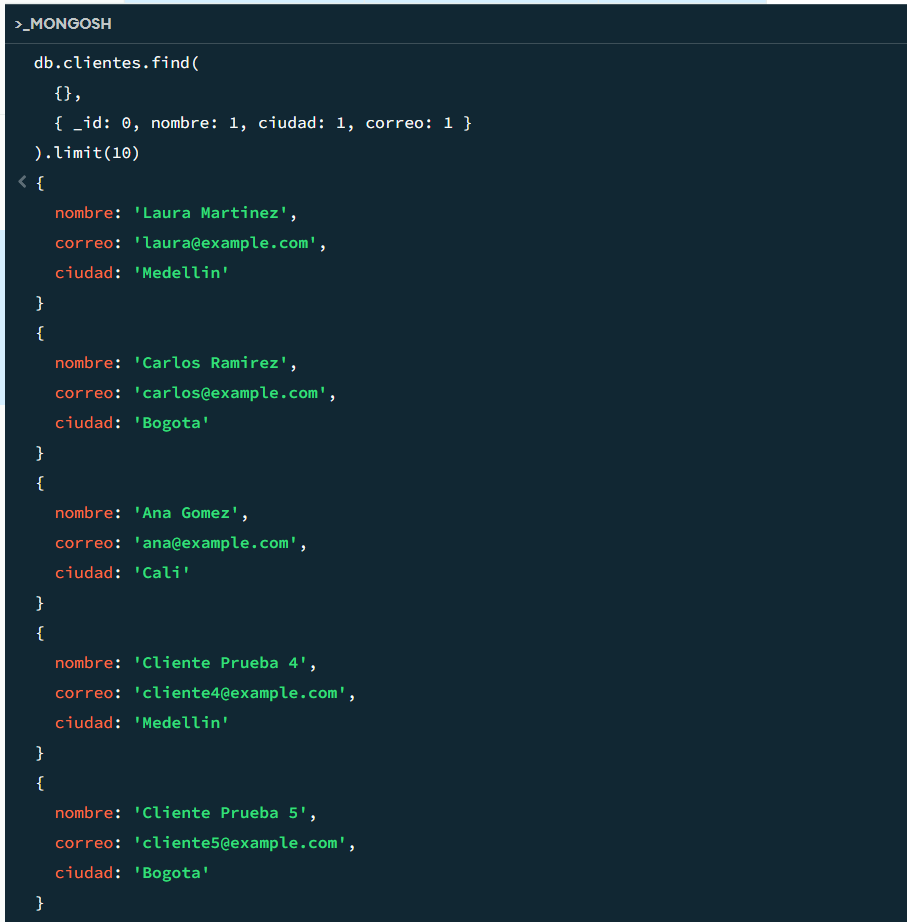 >_MONGOSH
db.clientes.find(
{},
{ _id: 0, nombre: 1, ciudad: 1, correo: 1 }
).limit(10)
< {
nombre: 'Laura Martinez',
correo: 'laura@example.com',
ciudad: 'Medellin'
}
{
nombre: 'Carlos Ramirez',
correo: 'carlos@example.com',
ciudad: 'Bogota'
}
{
nombre: 'Ana Gomez',
correo: 'ana@example.com',
ciudad: 'Cali'
}
{
nombre: 'Cliente Prueba 4',
correo: 'cliente4@example.com',
ciudad: 'Medellin'
}
{
nombre: 'Cliente Prueba 5',
correo: 'cliente5@example.com',
ciudad: 'Bogota'
}